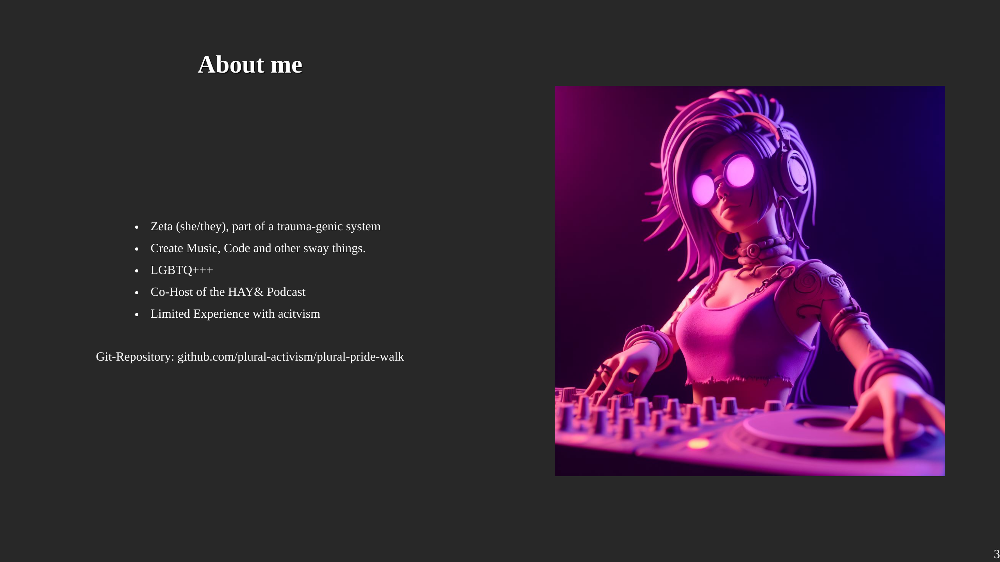 About me
Zeta (she/they), part of a trauma-genic system
Create Music, Code and other sway things.
LGBTQ+++
Co-Host of the HAY& Podcast
Limited Experience with acitvism
Git-Repository: github.com/plural-activism/plural-pride-walk
3